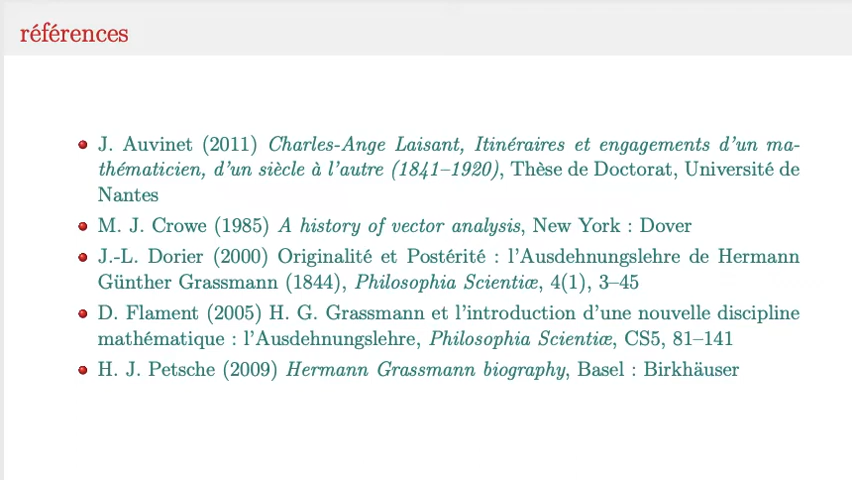 références
J. Auvinet (2011) Charles-Ange Laisant, Itinéraires et engagements d'un ma-
thématicien, d'un siècle à l'autre (1841–1920), Thèse de Doctorat, Université de
Nantes
M. J. Crowe (1985) A history of vector analysis, New York : Dover
J.-L. Dorier (2000) Originalité et Postérité : l'Ausdehnungslehre de Hermann
Günther Grassmann (1844), Philosophia Scientiæ, 4(1), 3–45
D. Flament (2005) H. G. Grassmann et l'introduction d'une nouvelle discipline
mathématique : l'Ausdehnungslehre, Philosophia Scientiæ, CS5, 81–141
H. J. Petsche (2009) Hermann Grassmann biography, Basel : Birkhäuser